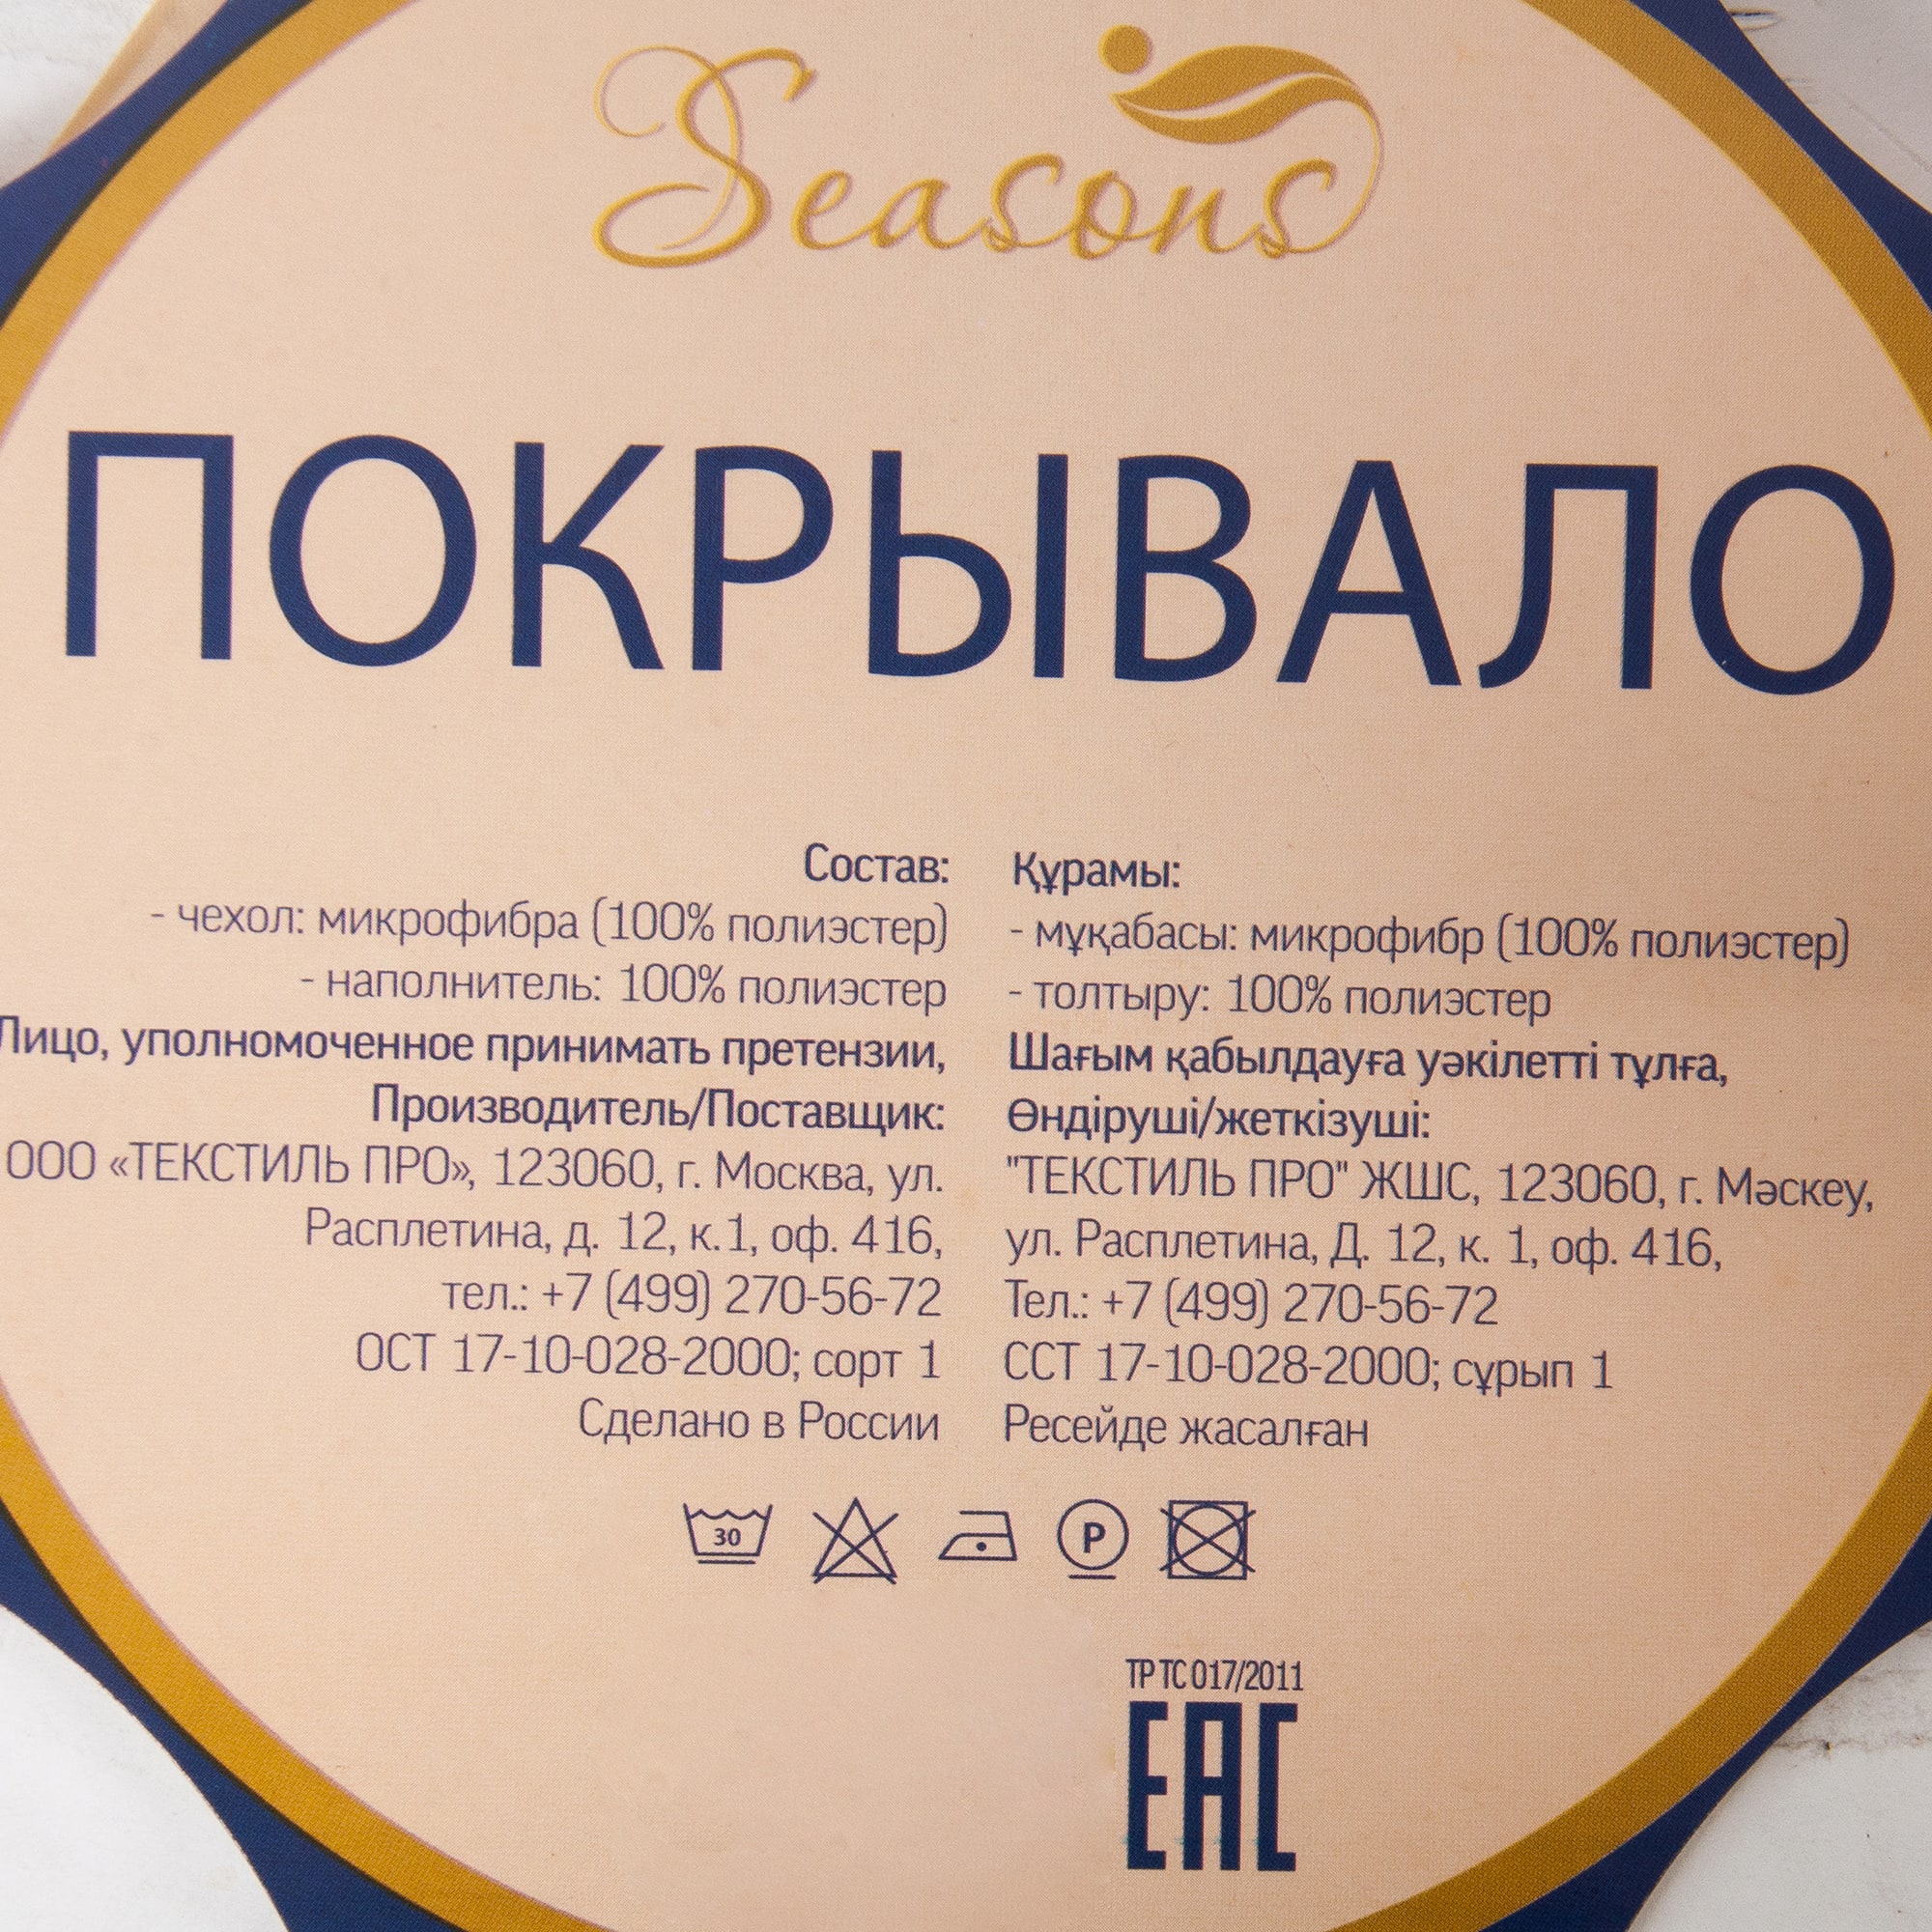 Seasons
ПОКРЫВАЛО
Состав:
- чехол: микрофибра (100% полиэстер)
- наполнитель: 100% полиэстер
Лицо, уполномоченное принимать претензии,
Производитель/Поставщик:
ООО «ТЕКСТИЛЬ ПРО», 123060, г. Москва, ул.
Расплетина, д. 12, к.1, оф. 416,
тел.: +7 (499) 270-56-72
ОСТ 17-10-028-2000; сорт 1
Сделано в России
Құрамы:
- мұқабасы: микрофибр (100% полиэстер)
- толтыру: 100% полиэстер
Шағым қабылдауға уәкілетті тұлға,
Өндіруші/жеткізуші:
"ТЕКСТИЛЬ ПРО" ЖШС, 123060, г. Мәскеу,
ул. Расплетина, Д. 12, к. 1, оф. 416,
Тел.: +7 (499) 270-56-72
ССТ 17-10-028-2000; сұрып 1
Ресейде жасалған
30
P
ТР ТС 017/2011
ЕАС